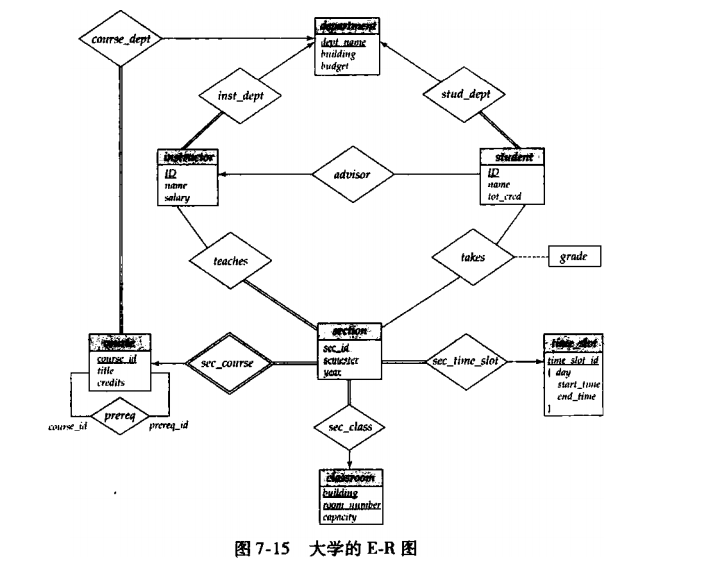 department
course_dept
dept_name
building
budget
inst_dept
stud_dept
instructor
student
ID
name
salary
advisor
ID
name
tot_cred
teaches
takes
grade
section
time_slot
course
sec_id
semester
year
course_id
title
credits
sec_course
sec_time_slot
time_slot_id
{ day
start_time
end_time
}
prereq
course_id
prereq_id
sec_class
classroom
building
room_number
capacity
图 7-15 大学的 E-R 图